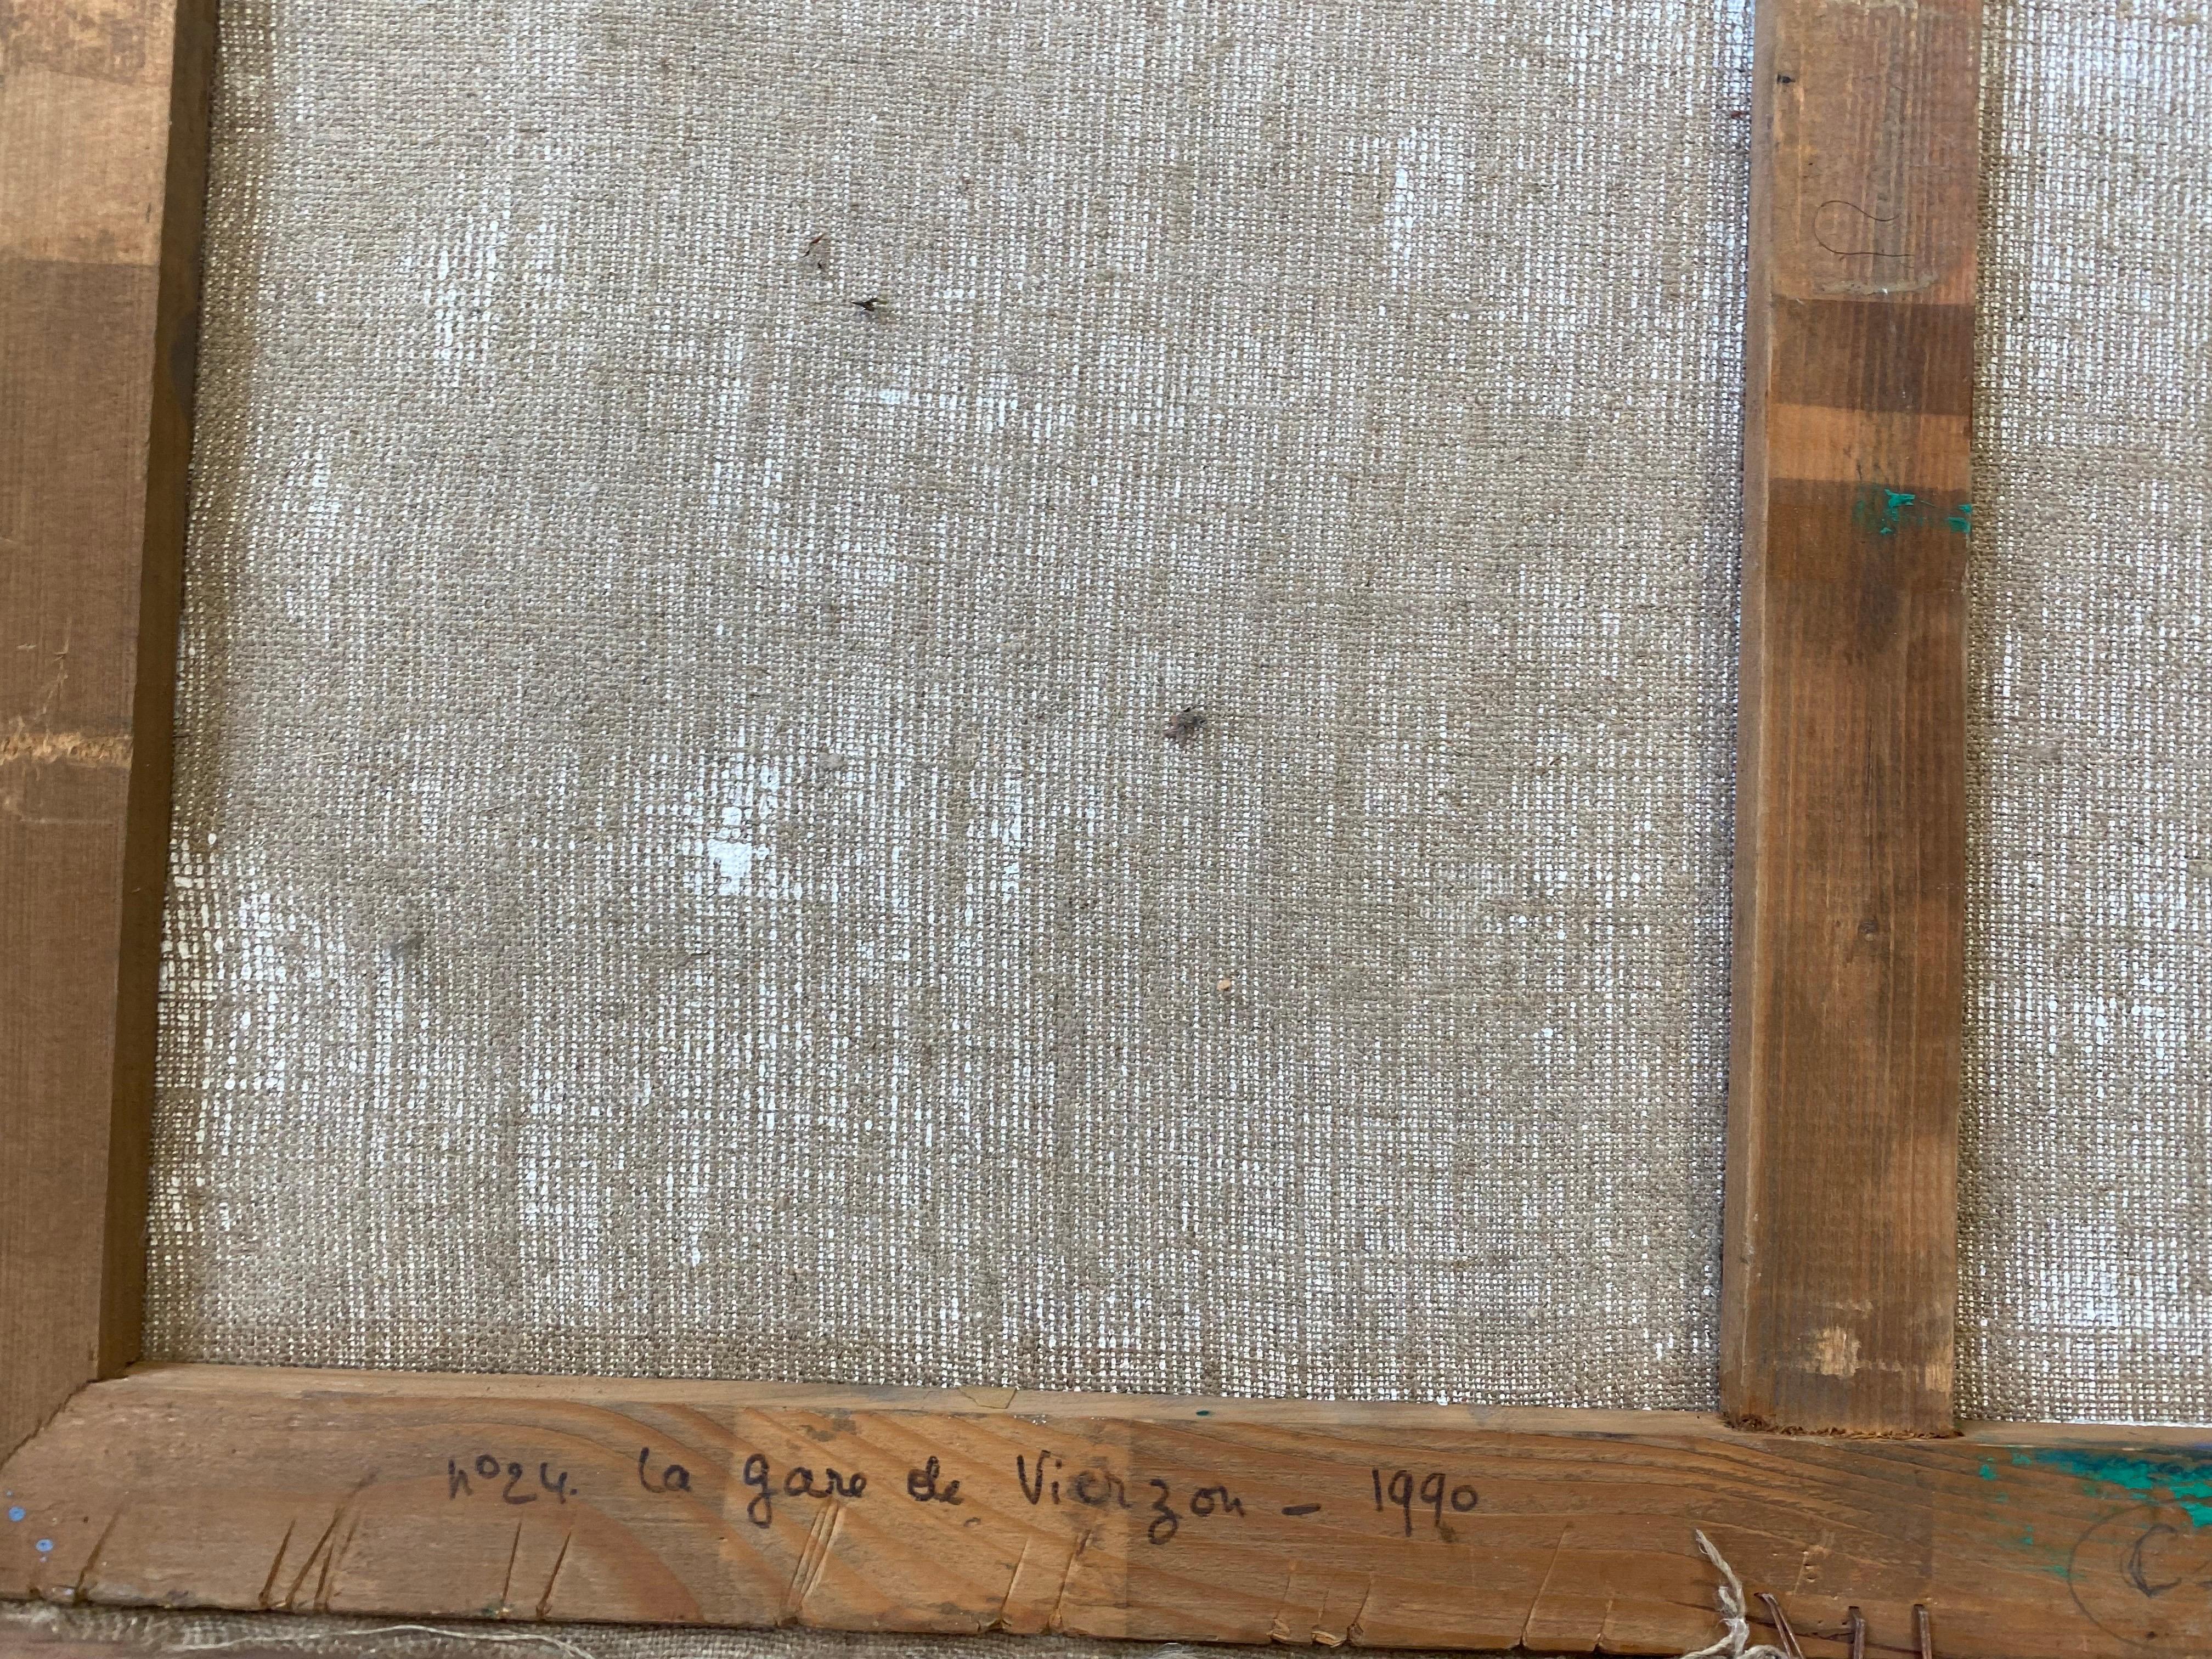 n°24. la gare de Vierzon - 1990
C